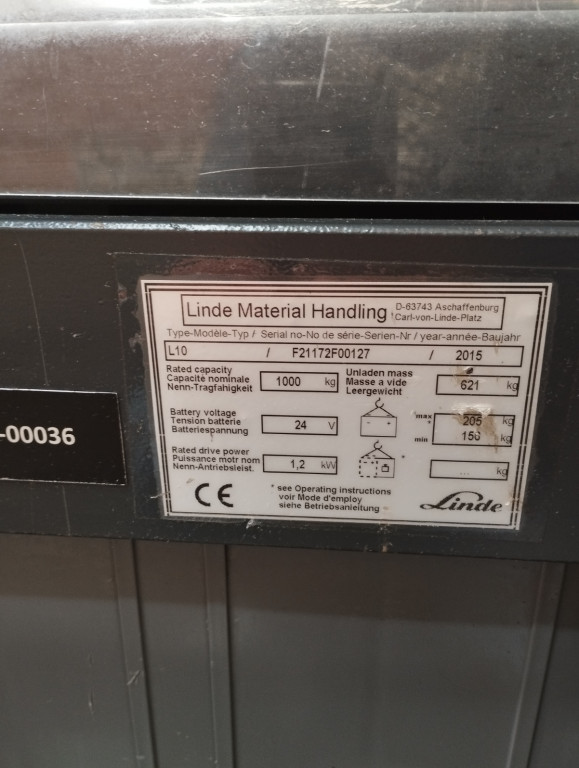 Linde Material Handling D-63743 Aschaffenburg
Carl-von-Linde-Platz
Type-Modèle-Typ / Serial no-No de série-Serien-Nr / year-année-Baujahr
L10 / F21172F00127 / 2015
Rated capacity
Capacité nominale
Nenn-Tragfähigkeit
1000 kg
Unladen mass
Masse a vide
Leergewicht
621 kg
Battery voltage
Tension batterie
Batteriespannung
24 V
- +
*max 205 kg
min 150 kg
Rated drive power
Puissance mot nom
Nenn-Antriebsleist.
1,2 kW
*
... kg
* see Operating instructions
voir Mode d'employ
siehe Betriebsanleitung
CE
Linde
-00036